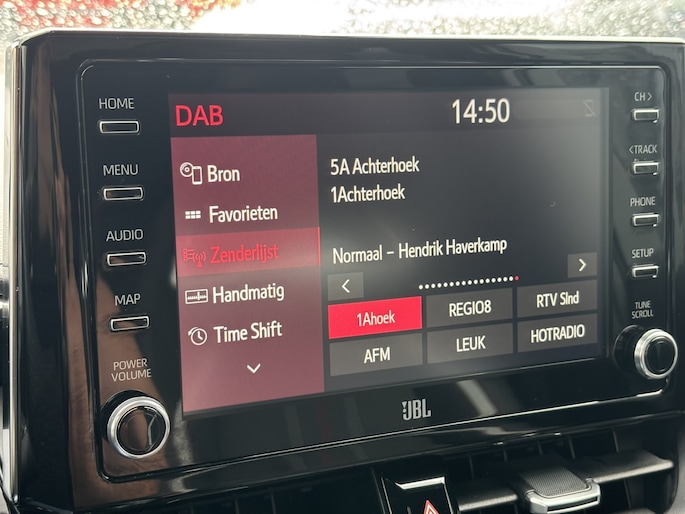 HOME
MENU
AUDIO
MAP
POWER
VOLUME
DAB
14:50
Bron
Favorieten
Zenderlijst
Handmatig
Time Shift
5A Achterhoek
1Achterhoek
Normaal – Hendrik Haverkamp
<
>
1Ahoek
REGIO8
RTV Slnd
AFM
LEUK
HOTRADIO
JBL
CH >
< TRACK
PHONE
SETUP
TUNE
SCROLL